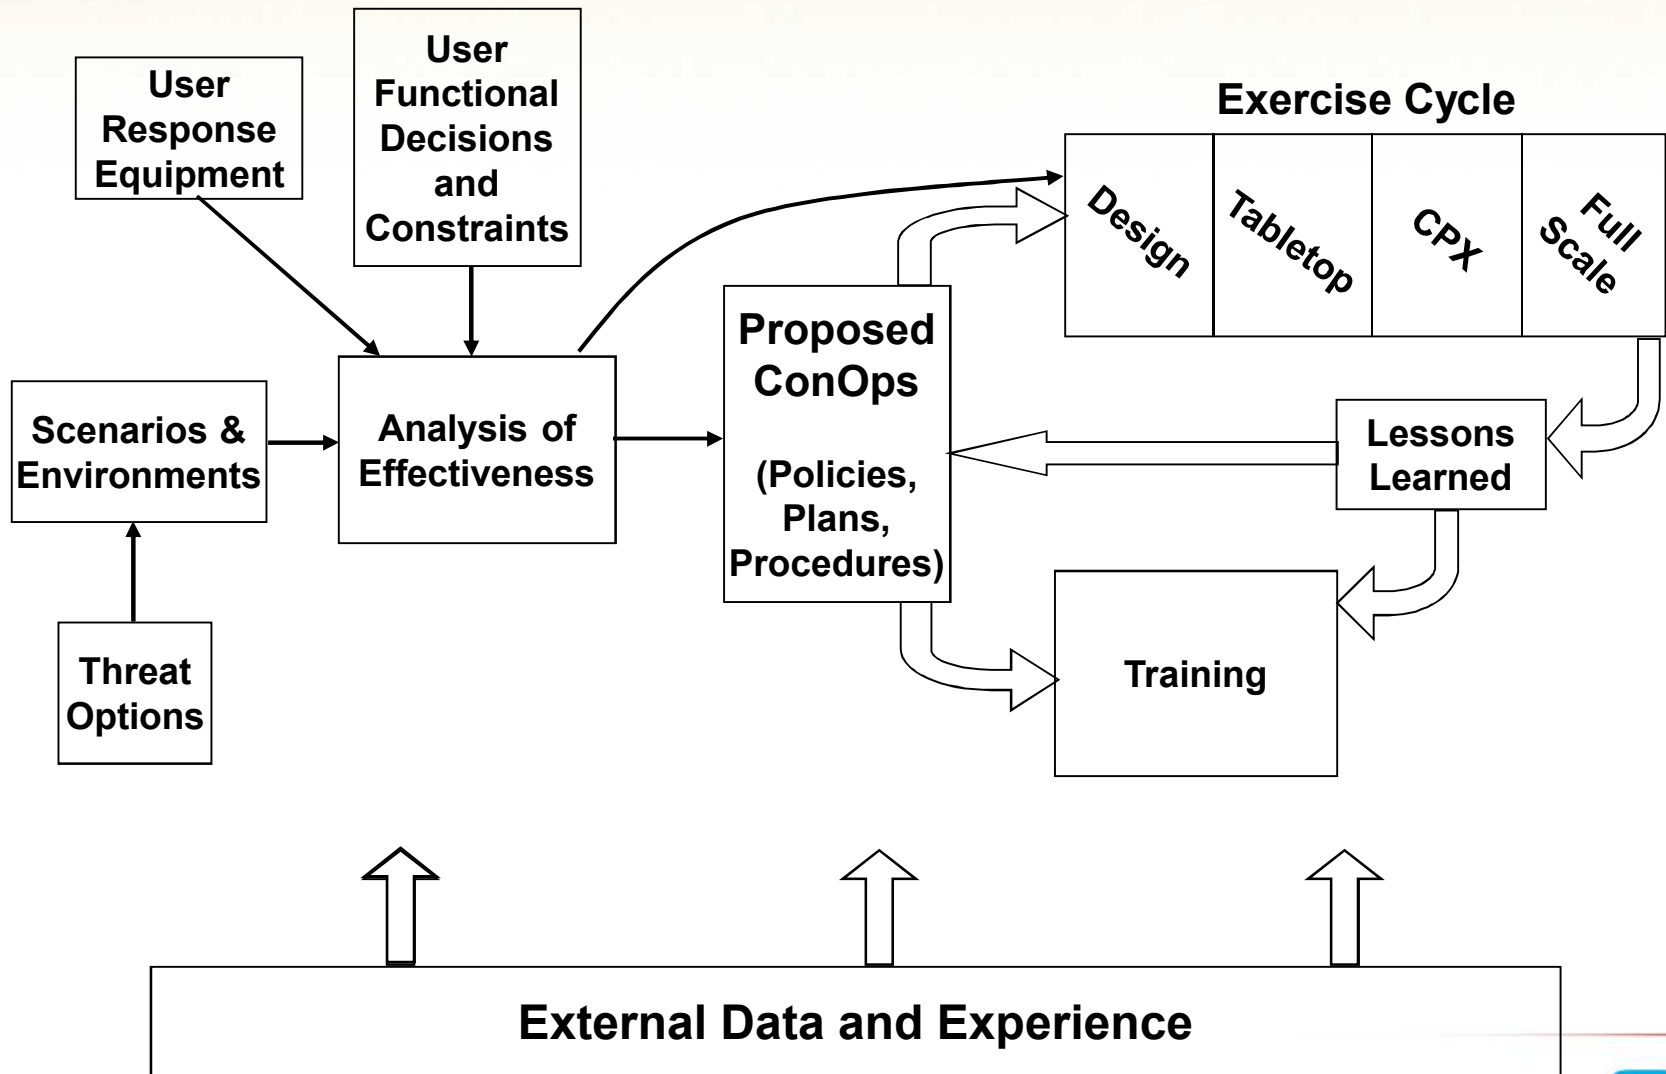 User
Response
Equipment
User
Functional
Decisions
and
Constraints
Exercise Cycle
Design
Tabletop
CPX
Full
Scale
Scenarios &
Environments
Analysis of
Effectiveness
Proposed
ConOps
(Policies,
Plans,
Procedures)
Lessons
Learned
Threat
Options
Training
External Data and Experience